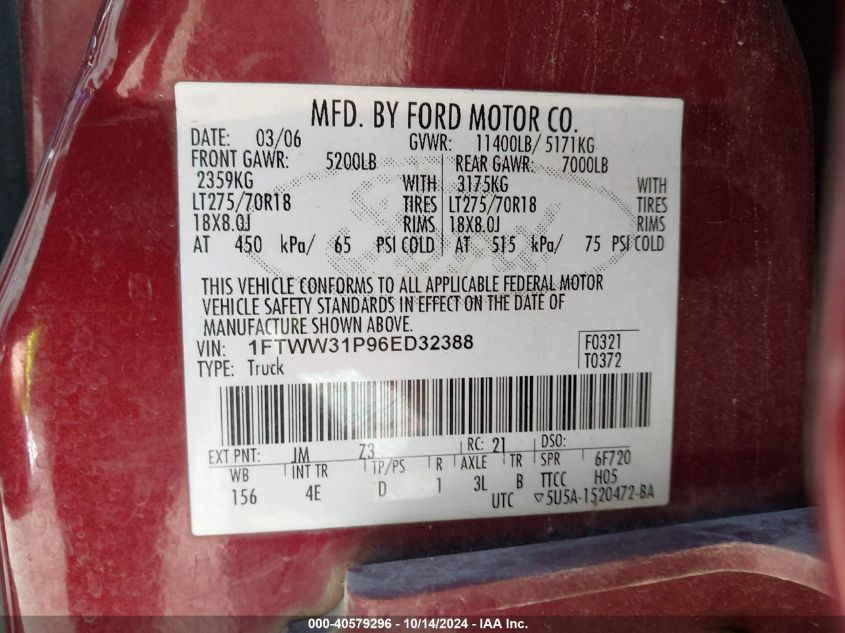 MFD. BY FORD MOTOR CO.
DATE: 03/06 GVWR: 11400LB/ 5171KG
FRONT GAWR: 5200LB REAR GAWR: 7000LB
2359KG WITH 3175KG WITH
LT275/70R18 TIRES LT275/70R18 TIRES
18X8.0J RIMS 18X8.0J RIMS
AT 450 kPa/ 65 PSI COLD AT 515 kPa/ 75 PSI COLD
THIS VEHICLE CONFORMS TO ALL APPLICABLE FEDERAL MOTOR
VEHICLE SAFETY STANDARDS IN EFFECT ON THE DATE OF
MANUFACTURE SHOWN ABOVE.
VIN: 1FTWW31P96ED32388 F0321
TYPE: Truck T0372
EXT PNT: JM Z3 RC: 21 DSO:
WB INT TR TP/PS R AXLE TR SPR 6F720
156 4E D 1 3L B TTCC H05
UTC ▽5U5A-1520472-BA
000-40579296 - 10/14/2024 - IAA Inc.